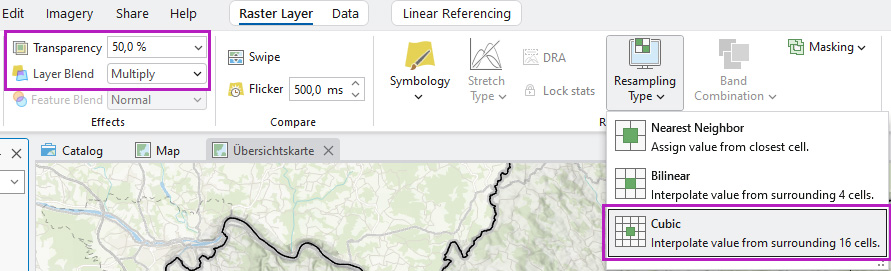 Edit Imagery Share Help Raster Layer Data Linear Referencing
Transparency 50,0 %
Layer Blend Multiply
Feature Blend Normal
Effects
Swipe
Flicker 500,0 ms
Compare
Symbology
Stretch
Type
DRA
Lock stats
Resampling
Type
Band
Combination
Masking
R
Catalog Map Übersichtskarte
Nearest Neighbor
Assign value from closest cell.
Bilinear
Interpolate value from surrounding 4 cells.
Cubic
Interpolate value from surrounding 16 cells.